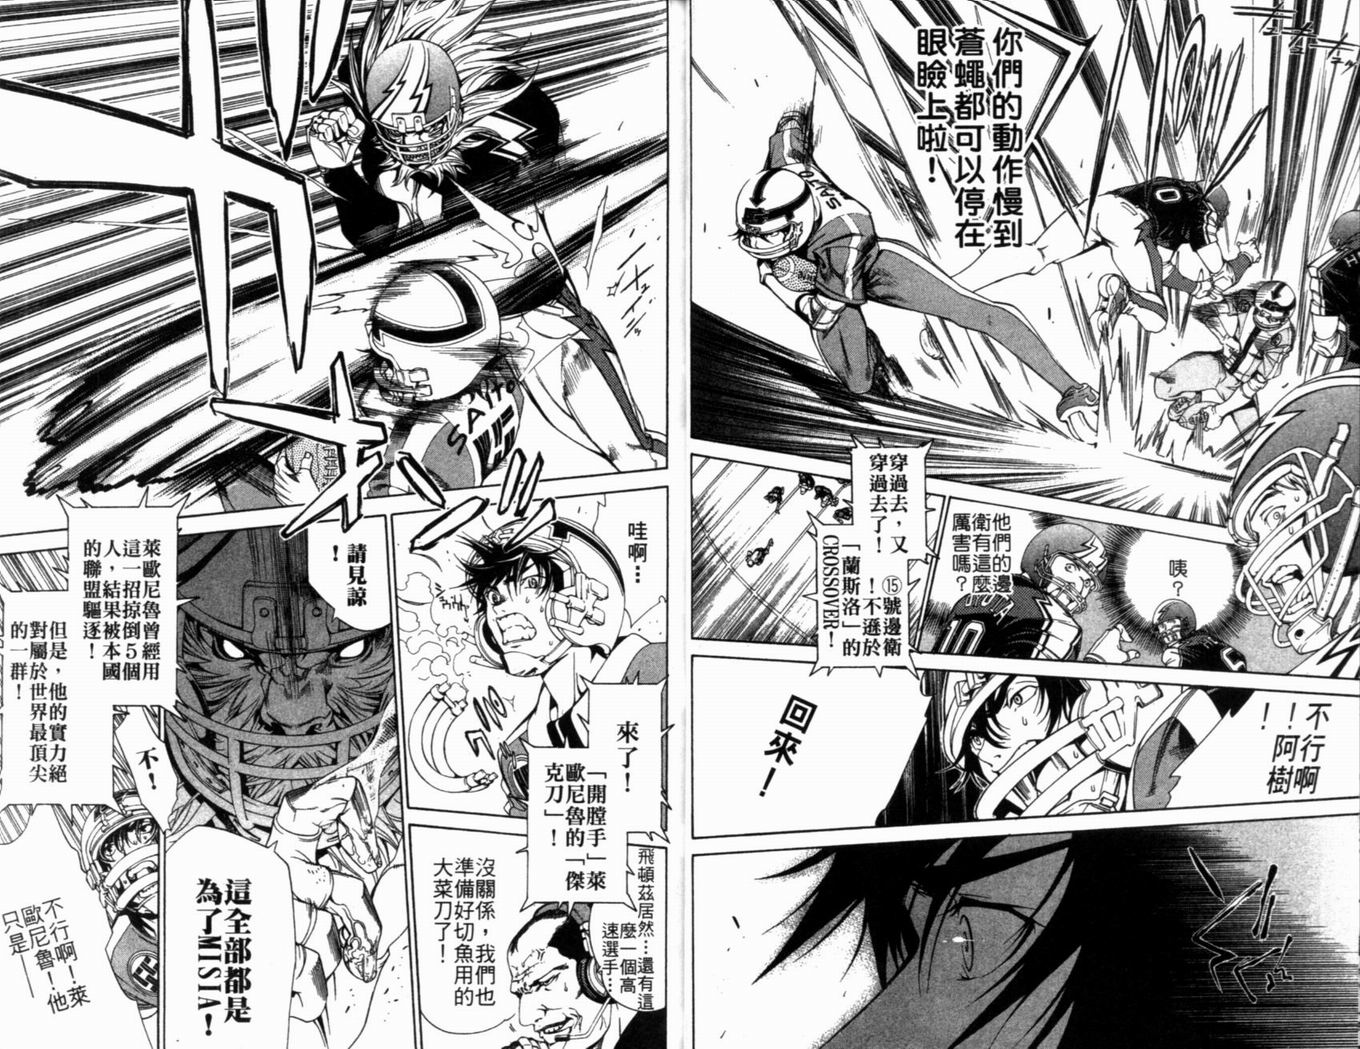 你們的動作慢到
蒼蠅都可以停在
眼瞼上啦！
SAITO
咦？
他們的邊
衛有這麼
厲害嗎？
10
穿過去，又
穿過去了！
⑮號邊衛
！不遜於
「蘭斯洛」的
CROSSOVER！
不行啊
！！阿樹
！
回來！
SAITO
哇啊…
來了！
「開膛手」萊
歐尼魯的「傑
克刀」！
飛頓茲居然…還有這
麼一個高
速選手…
沒關係，我們也
準備好切魚用的
大菜刀了！
請見諒
！
萊歐尼魯曾經用
這一招掠倒5個
人，結果被本國
的聯盟驅逐！
但是，他的實力絕
對屬於世界最頂尖
的一群！
不！
這全部都是
為了MISIA！
不行啊！萊
歐尼魯！他
只是——